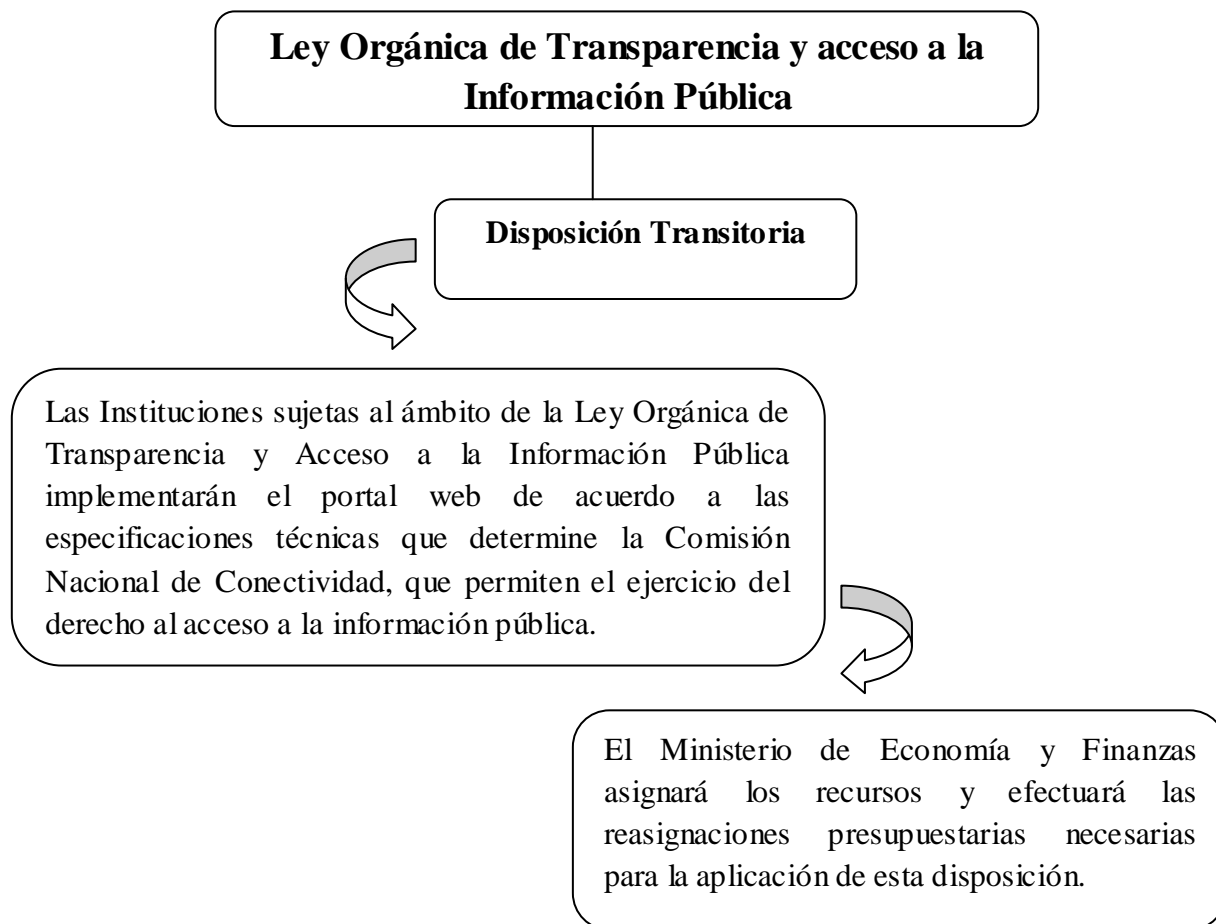 Ley Orgánica de Transparencia y acceso a la
Información Pública
Disposición Transitoria
Las Instituciones sujetas al ámbito de la Ley Orgánica de
Transparencia y Acceso a la Información Pública
implementarán el portal web de acuerdo a las
especificaciones técnicas que determine la Comisión
Nacional de Conectividad, que permiten el ejercicio del
derecho al acceso a la información pública.
El Ministerio de Economía y Finanzas
asignará los recursos y efectuará las
reasignaciones presupuestarias necesarias
para la aplicación de esta disposición.